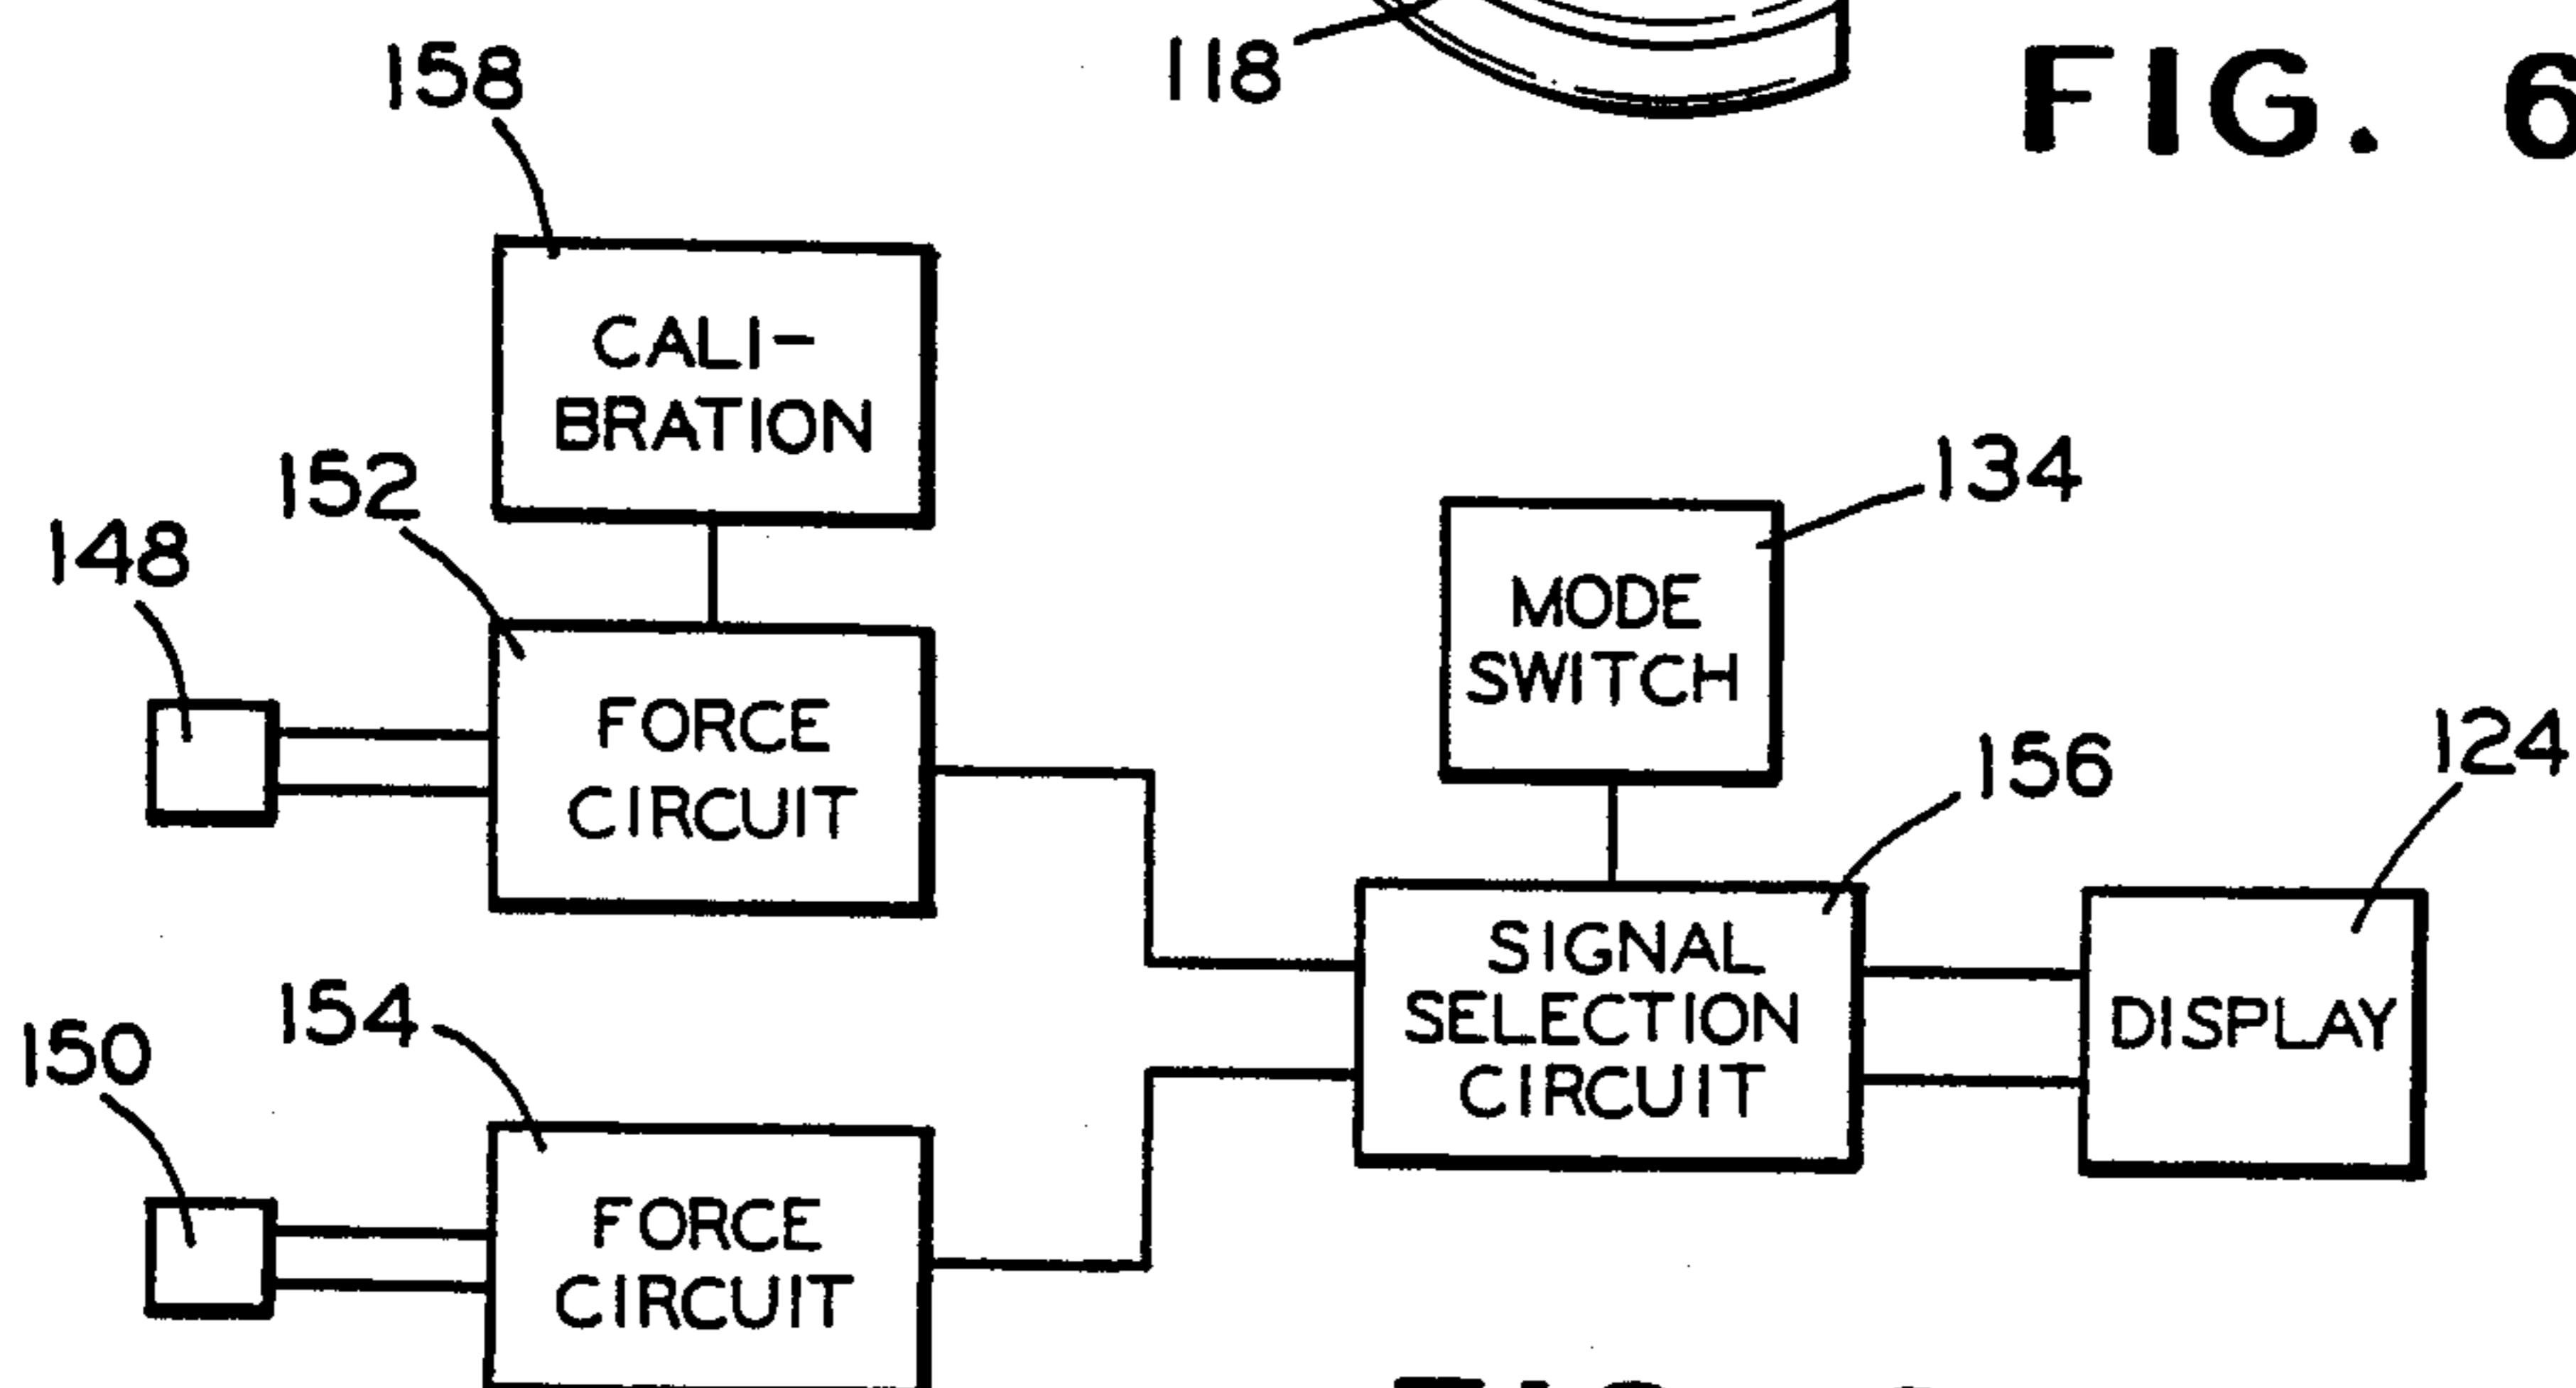 158
118
FIG. 6
CALI-
BRATION
152
134
148
MODE
SWITCH
FORCE
CIRCUIT
156
124
SIGNAL
SELECTION
CIRCUIT
DISPLAY
154
150
FORCE
CIRCUIT